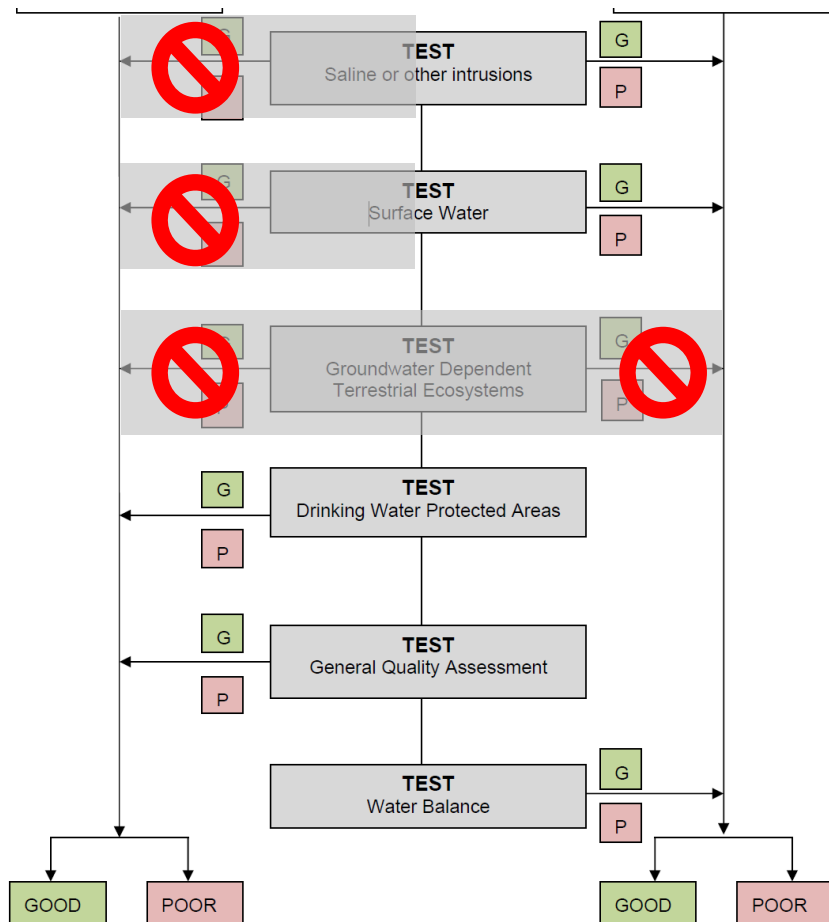 G
TEST
Saline or other intrusions
G
P
G
TEST
Surface Water
G
P
TEST
Groundwater Dependent
Terrestrial Ecosystems
G
P
G
P
TEST
Drinking Water Protected Areas
G
P
G
P
TEST
General Quality Assessment
TEST
Water Balance
G
P
GOOD
POOR
GOOD
POOR